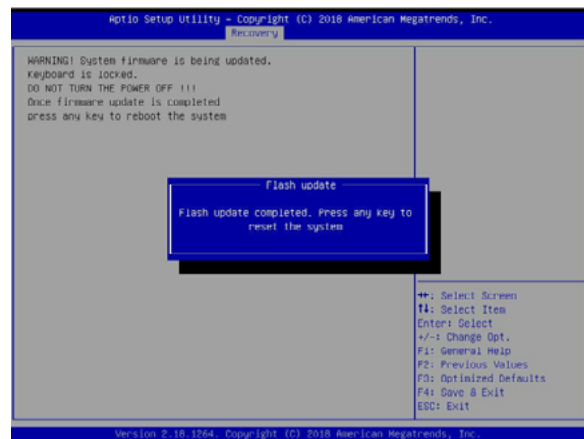 Aptio Setup Utility – Copyright (C) 2018 American Megatrends, Inc.
Recovery
WARNING! System firmware is being updated.
Keyboard is locked.
DO NOT TURN THE POWER OFF !!!
Once firmware update is completed
press any key to reboot the system
Flash update
Flash update completed. Press any key to
reset the system
→←: Select Screen
↑↓: Select Item
Enter: Select
+/-: Change Opt.
F1: General Help
F2: Previous Values
F3: Optimized Defaults
F4: Save & Exit
ESC: Exit
Version 2.18.1264. Copyright (C) 2018 American Megatrends, Inc.